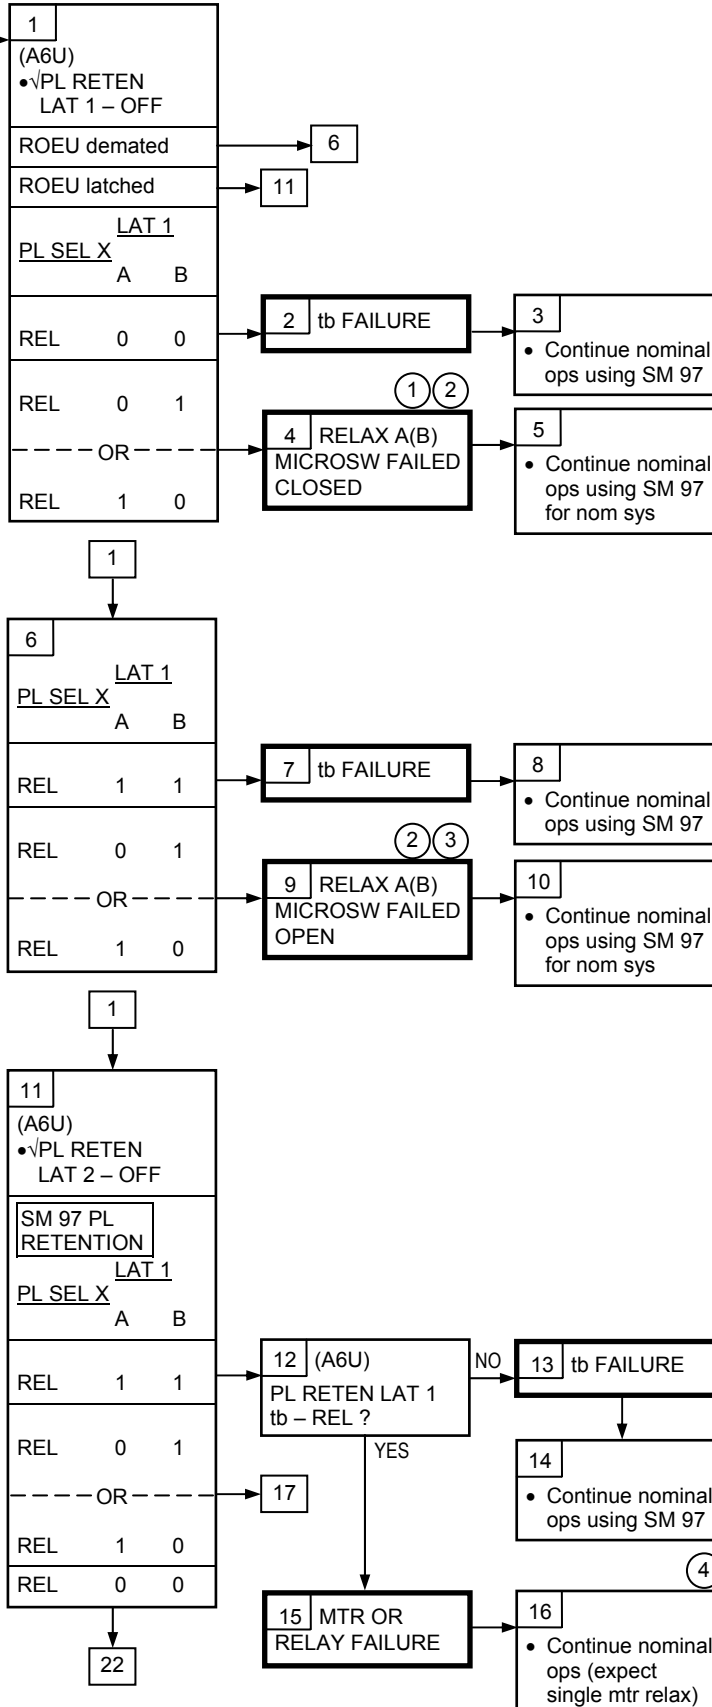 1
(A6U)
•√PL RETEN
LAT 1 – OFF
ROEU demated
6
ROEU latched
11
LAT 1
PL SEL X
A B
REL 0 0
2 tb FAILURE
3
• Continue nominal
ops using SM 97
REL 0 1
OR
REL 1 0
1 2
4 RELAX A(B)
MICROSW FAILED
CLOSED
5
• Continue nominal
ops using SM 97
for nom sys
1
6
LAT 1
PL SEL X
A B
REL 1 1
7 tb FAILURE
8
• Continue nominal
ops using SM 97
REL 0 1
OR
REL 1 0
2 3
9 RELAX A(B)
MICROSW FAILED
OPEN
10
• Continue nominal
ops using SM 97
for nom sys
1
11
(A6U)
•√PL RETEN
LAT 2 – OFF
SM 97 PL
RETENTION
LAT 1
PL SEL X
A B
REL 1 1
12 (A6U)
PL RETEN LAT 1
tb – REL ?
NO
13 tb FAILURE
14
• Continue nominal
ops using SM 97
YES
REL 0 1
OR
REL 1 0
17
REL 0 0
22
15 MTR OR
RELAY FAILURE
4
16
• Continue nominal
ops (expect
single mtr relax)